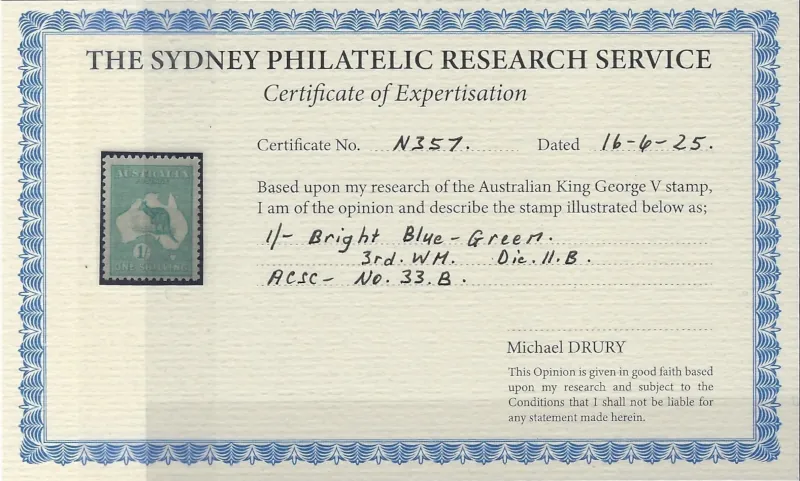 THE SYDNEY PHILATELIC RESEARCH SERVICE
Certificate of Expertisation
Certificate No. N357. Dated 16-6-25.
Based upon my research of the Australian King George V stamp,
I am of the opinion and describe the stamp illustrated below as;
1/- Bright Blue-Green.
3rd. WM. Die. II. B.
ACSC- No. 33. B.
AUSTRALIA
1/-
ONE SHILLING
Michael DRURY
This Opinion is given in good faith based
upon my research and subject to the
Conditions that I shall not be liable for
any statement made herein.